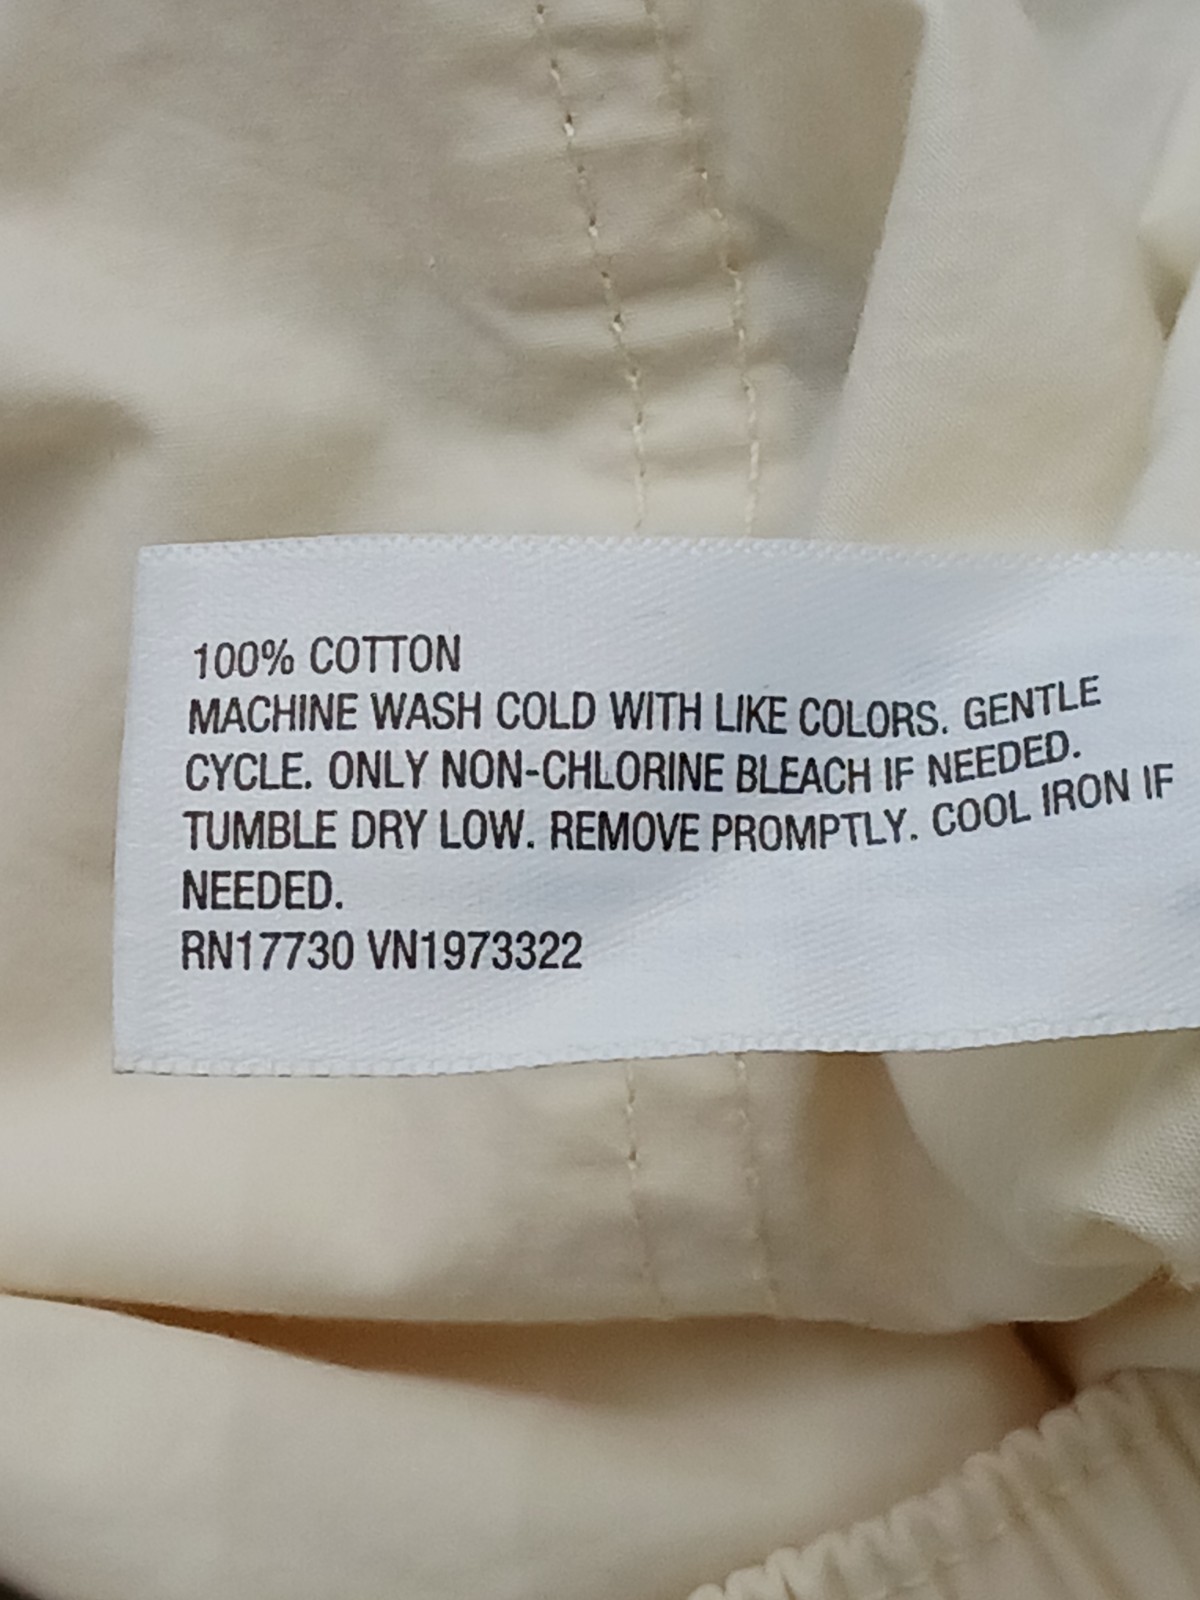 100% COTTON
MACHINE WASH COLD WITH LIKE COLORS. GENTLE
CYCLE. ONLY NON-CHLORINE BLEACH IF NEEDED.
TUMBLE DRY LOW. REMOVE PROMPTLY. COOL IRON IF
NEEDED.
RN17730 VN1973322